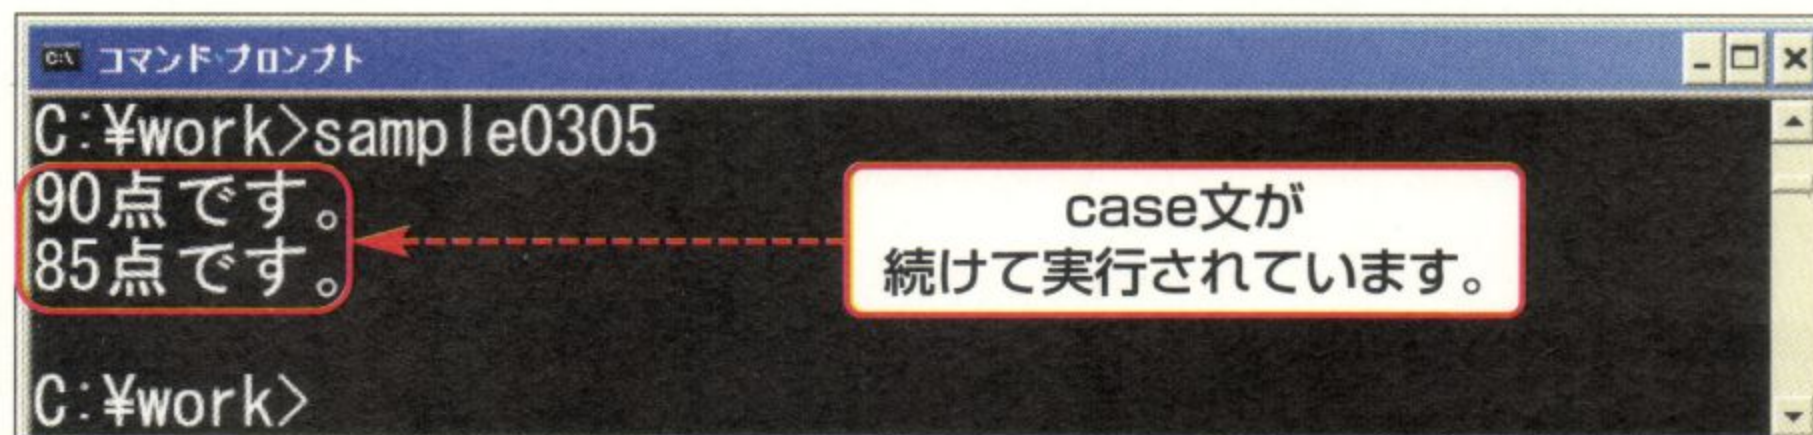 コマンド プロンプト
C:¥work>sample0305
90点です。
85点です。
case文が
続けて実行されています。
C:¥work>